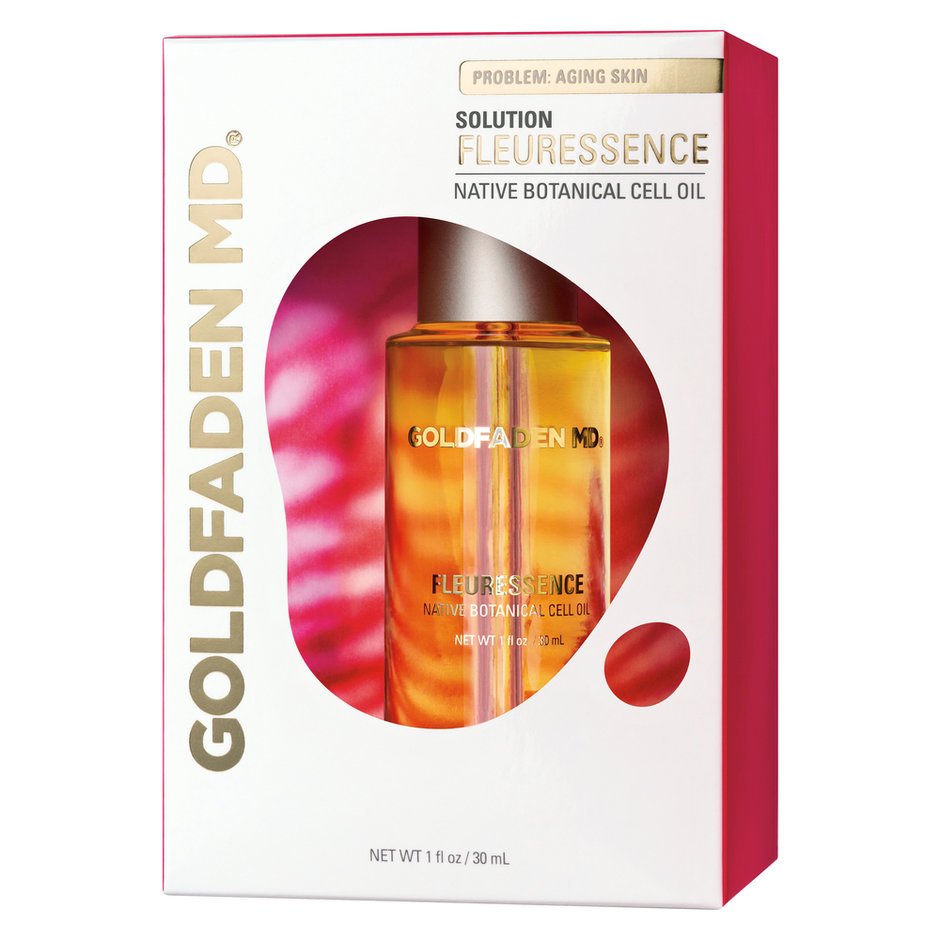 PROBLEM: AGING SKIN
SOLUTION
FLEURESSENCE
NATIVE BOTANICAL CELL OIL
GOLDFADEN MD®
GOLDFADEN MD®
FLEURESSENCE
NATIVE BOTANICAL CELL OIL
NET WT 1 fl oz / 30 mL
NET WT 1 fl oz / 30 mL